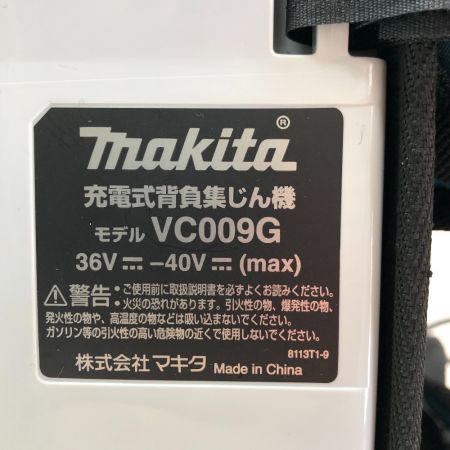 makita®
充電式背負集じん機
モデル VC009G
36V⎓–40V⎓(max)
⚠警告:・ご使用前に取扱説明書を必ずよくお読みください。
・火災の恐れがあります。引火性の物、爆発性の物、
発火性の物や、高温度の物などは吸い込まないでください。
ガソリン等の引火性の高い危険物の近くで使用しないでください。
8113T1-9
株式会社マキタ Made in China